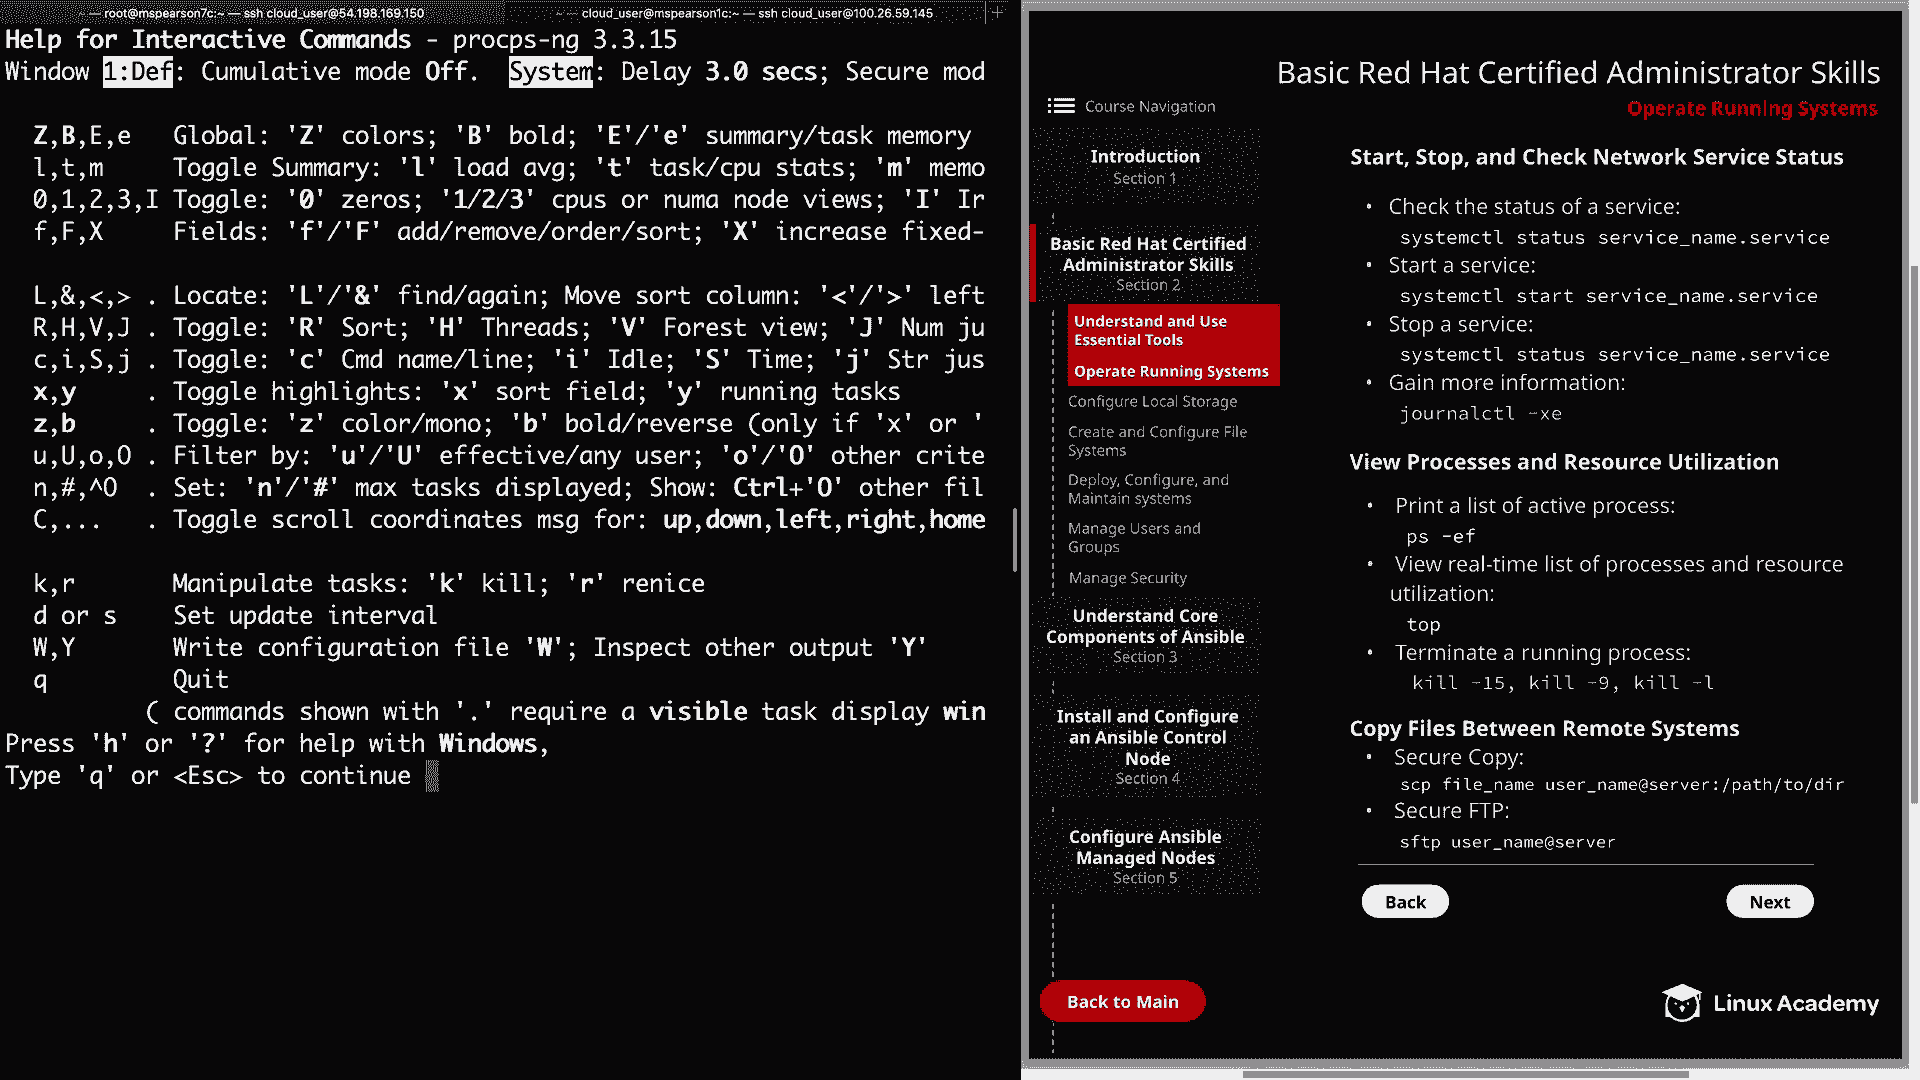 — root@mspearson7c:~ — ssh cloud_user@54.198.169.150
— cloud_user@mspearson1c:~ — ssh cloud_user@100.26.59.145
Help for Interactive Commands - procps-ng 3.3.15
Window 1:Def: Cumulative mode Off.  System: Delay 3.0 secs; Secure mod
Z,B,E,e   Global: 'Z' colors; 'B' bold; 'E'/'e' summary/task memory
l,t,m     Toggle Summary: 'l' load avg; 't' task/cpu stats; 'm' memo
0,1,2,3,I Toggle: '0' zeros; '1/2/3' cpus or numa node views; 'I' Ir
f,F,X     Fields: 'f'/'F' add/remove/order/sort; 'X' increase fixed-
L,&,<,> . Locate: 'L'/'&' find/again; Move sort column: '<'/'>' left
R,H,V,J . Toggle: 'R' Sort; 'H' Threads; 'V' Forest view; 'J' Num ju
c,i,S,j . Toggle: 'c' Cmd name/line; 'i' Idle; 'S' Time; 'j' Str jus
x,y     . Toggle highlights: 'x' sort field; 'y' running tasks
z,b     . Toggle: 'z' color/mono; 'b' bold/reverse (only if 'x' or '
u,U,o,O . Filter by: 'u'/'U' effective/any user; 'o'/'O' other crite
n,#,^O  . Set: 'n'/'#' max tasks displayed; Show: Ctrl+'O' other fil
C,...   . Toggle scroll coordinates msg for: up,down,left,right,home
k,r       Manipulate tasks: 'k' kill; 'r' renice
d or s    Set update interval
W,Y       Write configuration file 'W'; Inspect other output 'Y'
q         Quit
( commands shown with '.' require a visible task display win
Press 'h' or '?' for help with Windows,
Type 'q' or <Esc> to continue
Basic Red Hat Certified Administrator Skills
Operate Running Systems
Course Navigation
Introduction
Section 1
Basic Red Hat Certified
Administrator Skills
Section 2
Understand and Use
Essential Tools
Operate Running Systems
Configure Local Storage
Create and Configure File
Systems
Deploy, Configure, and
Maintain systems
Manage Users and
Groups
Manage Security
Understand Core
Components of Ansible
Section 3
Install and Configure
an Ansible Control
Node
Section 4
Configure Ansible
Managed Nodes
Section 5
Back to Main
Start, Stop, and Check Network Service Status
• Check the status of a service:
systemctl status service_name.service
• Start a service:
systemctl start service_name.service
• Stop a service:
systemctl status service_name.service
• Gain more information:
journalctl -xe
View Processes and Resource Utilization
• Print a list of active process:
ps -ef
• View real-time list of processes and resource
utilization:
top
• Terminate a running process:
kill -15, kill -9, kill -l
Copy Files Between Remote Systems
• Secure Copy:
scp file_name user_name@server:/path/to/dir
• Secure FTP:
sftp user_name@server
Back
Next
Linux Academy